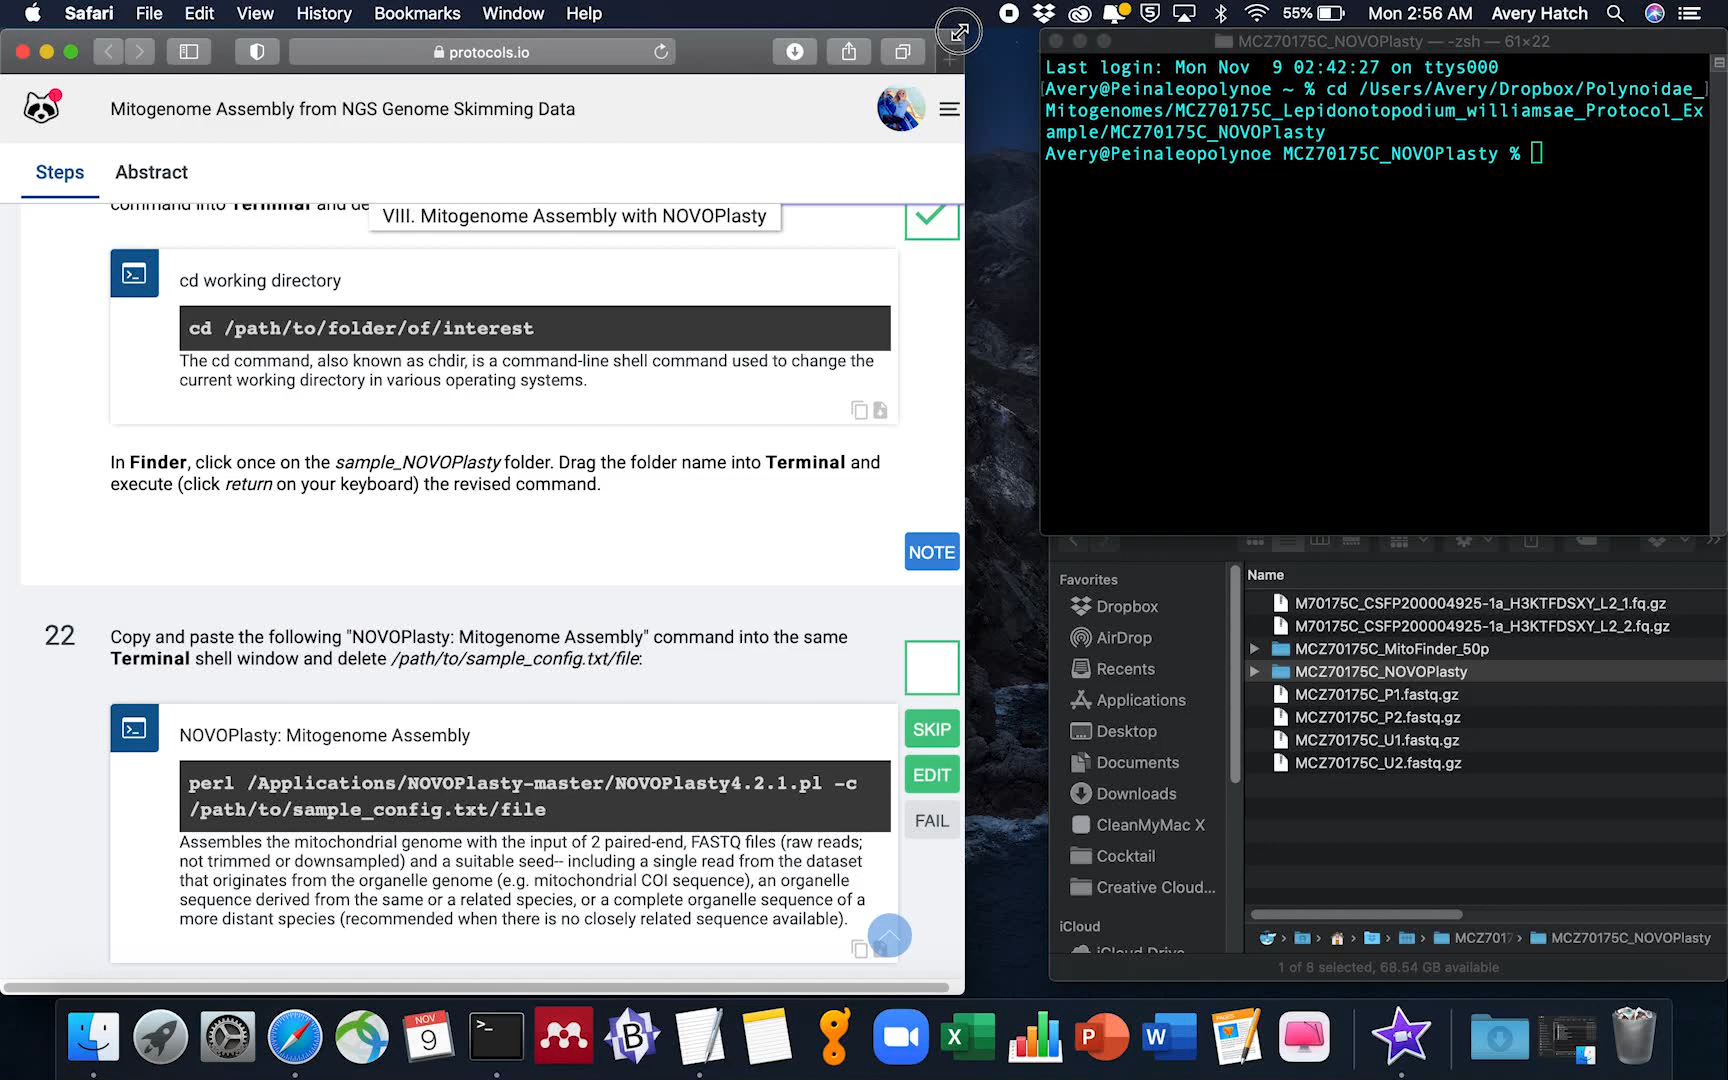 Safari File Edit View History Bookmarks Window Help
55% Mon 2:56 AM Avery Hatch
protocols.io
Mitogenome Assembly from NGS Genome Skimming Data
Steps Abstract
command into Terminal and de
VIII. Mitogenome Assembly with NOVOPlasty
cd working directory
cd /path/to/folder/of/interest
The cd command, also known as chdir, is a command-line shell command used to change the
current working directory in various operating systems.
In Finder, click once on the sample_NOVOPlasty folder. Drag the folder name into Terminal and
execute (click return on your keyboard) the revised command.
NOTE
22
Copy and paste the following "NOVOPlasty: Mitogenome Assembly" command into the same
Terminal shell window and delete /path/to/sample_config.txt/file:
SKIP
EDIT
FAIL
NOVOPlasty: Mitogenome Assembly
perl /Applications/NOVOPlasty-master/NOVOPlasty4.2.1.pl -c
/path/to/sample_config.txt/file
Assembles the mitochondrial genome with the input of 2 paired-end, FASTQ files (raw reads;
not trimmed or downsampled) and a suitable seed-- including a single read from the dataset
that originates from the organelle genome (e.g. mitochondrial COI sequence), an organelle
sequence derived from the same or a related species, or a complete organelle sequence of a
more distant species (recommended when there is no closely related sequence available).
MCZ70175C_NOVOPlasty — -zsh — 61×22
Last login: Mon Nov  9 02:42:27 on ttys000
[Avery@Peinaleopolynoe ~ % cd /Users/Avery/Dropbox/Polynoidae_]
Mitogenomes/MCZ70175C_Lepidonotopodium_williamsae_Protocol_Ex
ample/MCZ70175C_NOVOPlasty
Avery@Peinaleopolynoe MCZ70175C_NOVOPlasty %
Favorites
Dropbox
AirDrop
Recents
Applications
Desktop
Documents
Downloads
CleanMyMac X
Cocktail
Creative Cloud...
iCloud
iCloud Drive
Name
M70175C_CSFP200004925-1a_H3KTFDSXY_L2_1.fq.gz
M70175C_CSFP200004925-1a_H3KTFDSXY_L2_2.fq.gz
MCZ70175C_MitoFinder_50p
MCZ70175C_NOVOPlasty
MCZ70175C_P1.fastq.gz
MCZ70175C_P2.fastq.gz
MCZ70175C_U1.fastq.gz
MCZ70175C_U2.fastq.gz
MCZ701 › MCZ70175C_NOVOPlasty
1 of 8 selected, 68.54 GB available
NOV
9